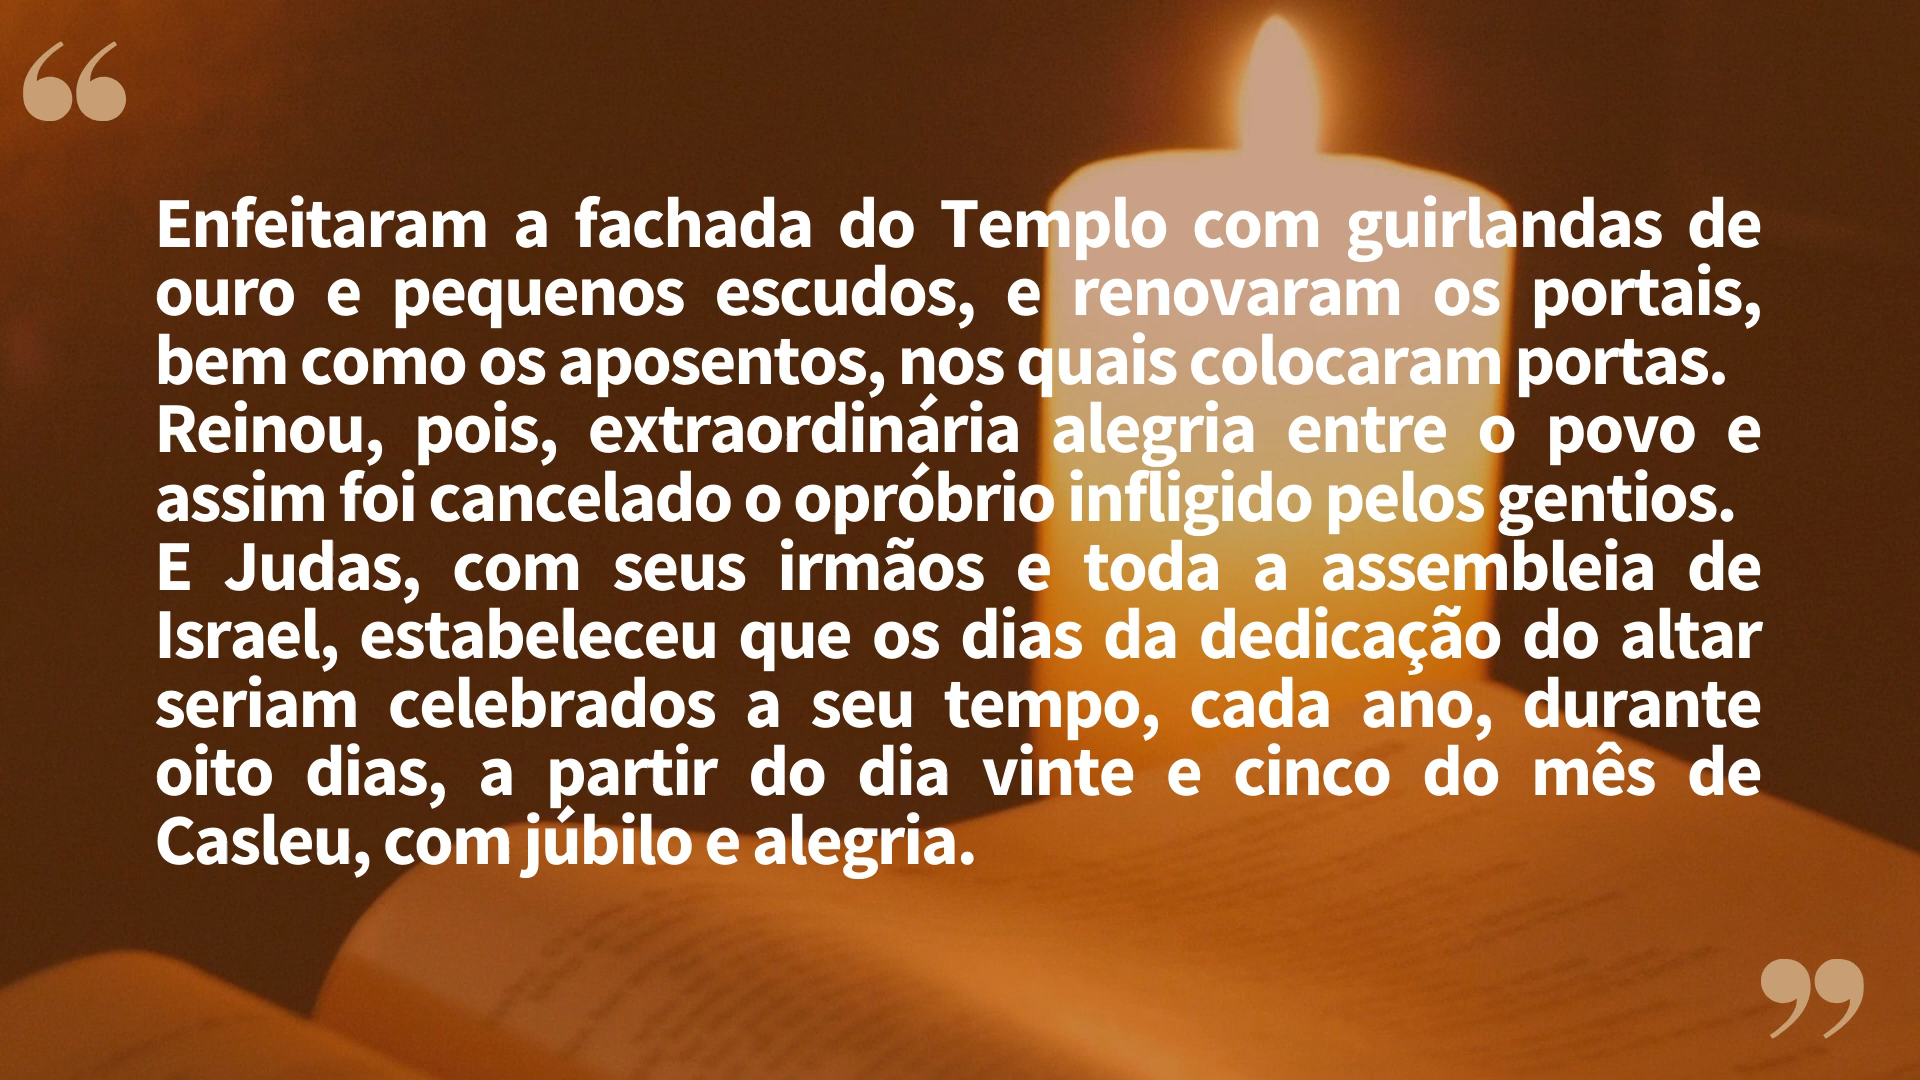 “
Enfeitaram a fachada do Templo com guirlandas de
ouro e pequenos escudos, e renovaram os portais,
bem como os aposentos, nos quais colocaram portas.
Reinou, pois, extraordinária alegria entre o povo e
assim foi cancelado o opróbrio infligido pelos gentios.
E Judas, com seus irmãos e toda a assembleia de
Israel, estabeleceu que os dias da dedicação do altar
seriam celebrados a seu tempo, cada ano, durante
oito dias, a partir do dia vinte e cinco do mês de
Casleu, com júbilo e alegria.
”